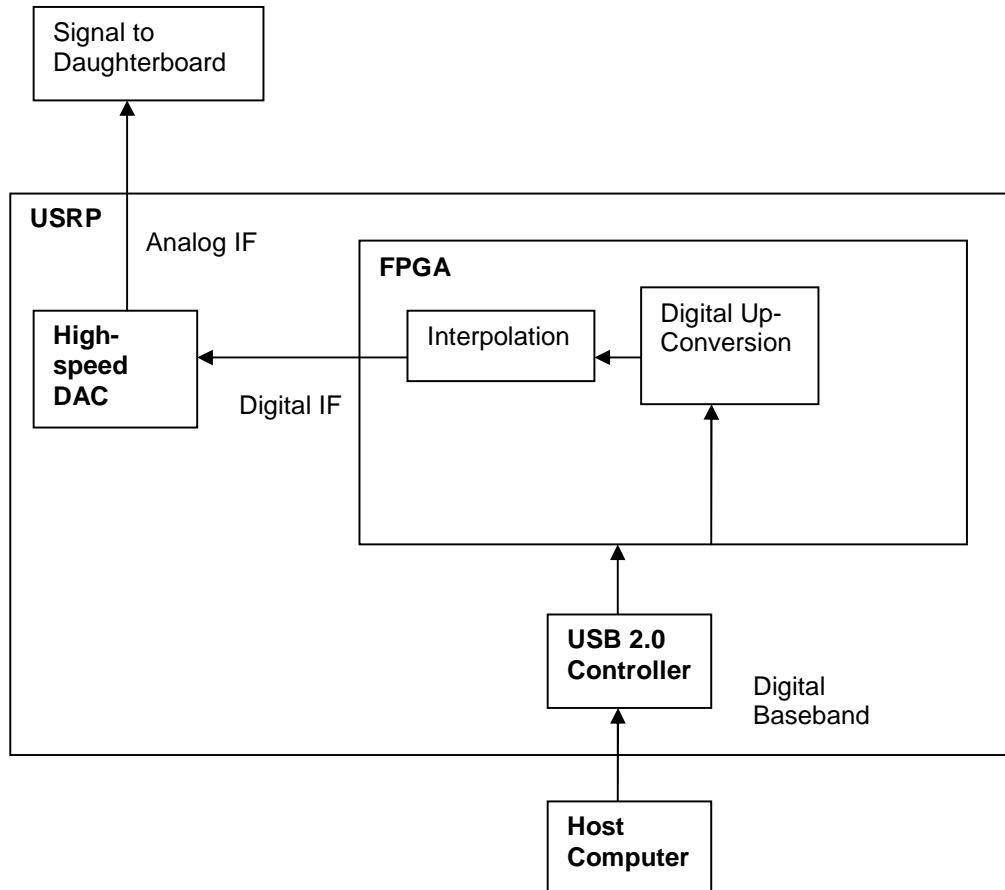 Signal to
Daughterboard
USRP
Analog IF
FPGA
High-
speed
DAC
Interpolation
Digital Up-
Conversion
Digital IF
USB 2.0
Controller
Digital
Baseband
Host
Computer